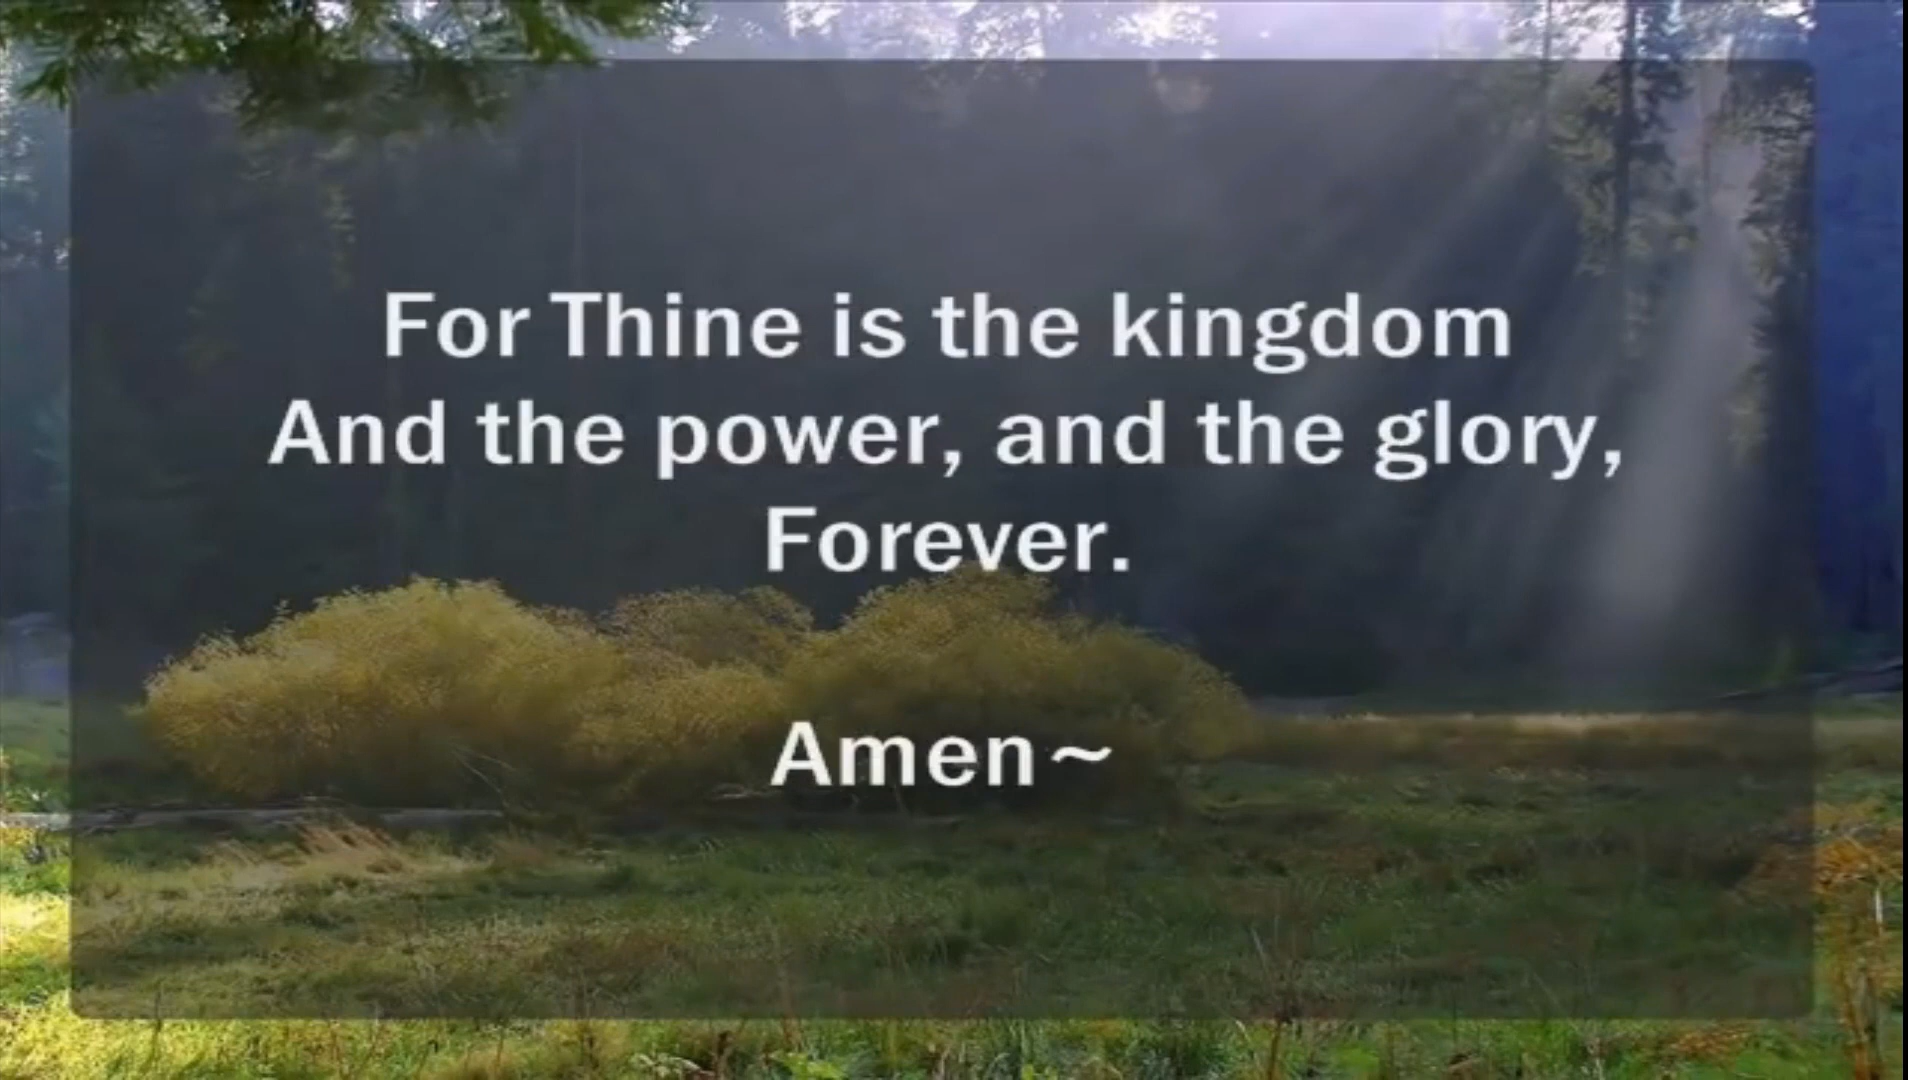 For Thine is the kingdom
And the power, and the glory,
Forever.
Amen~